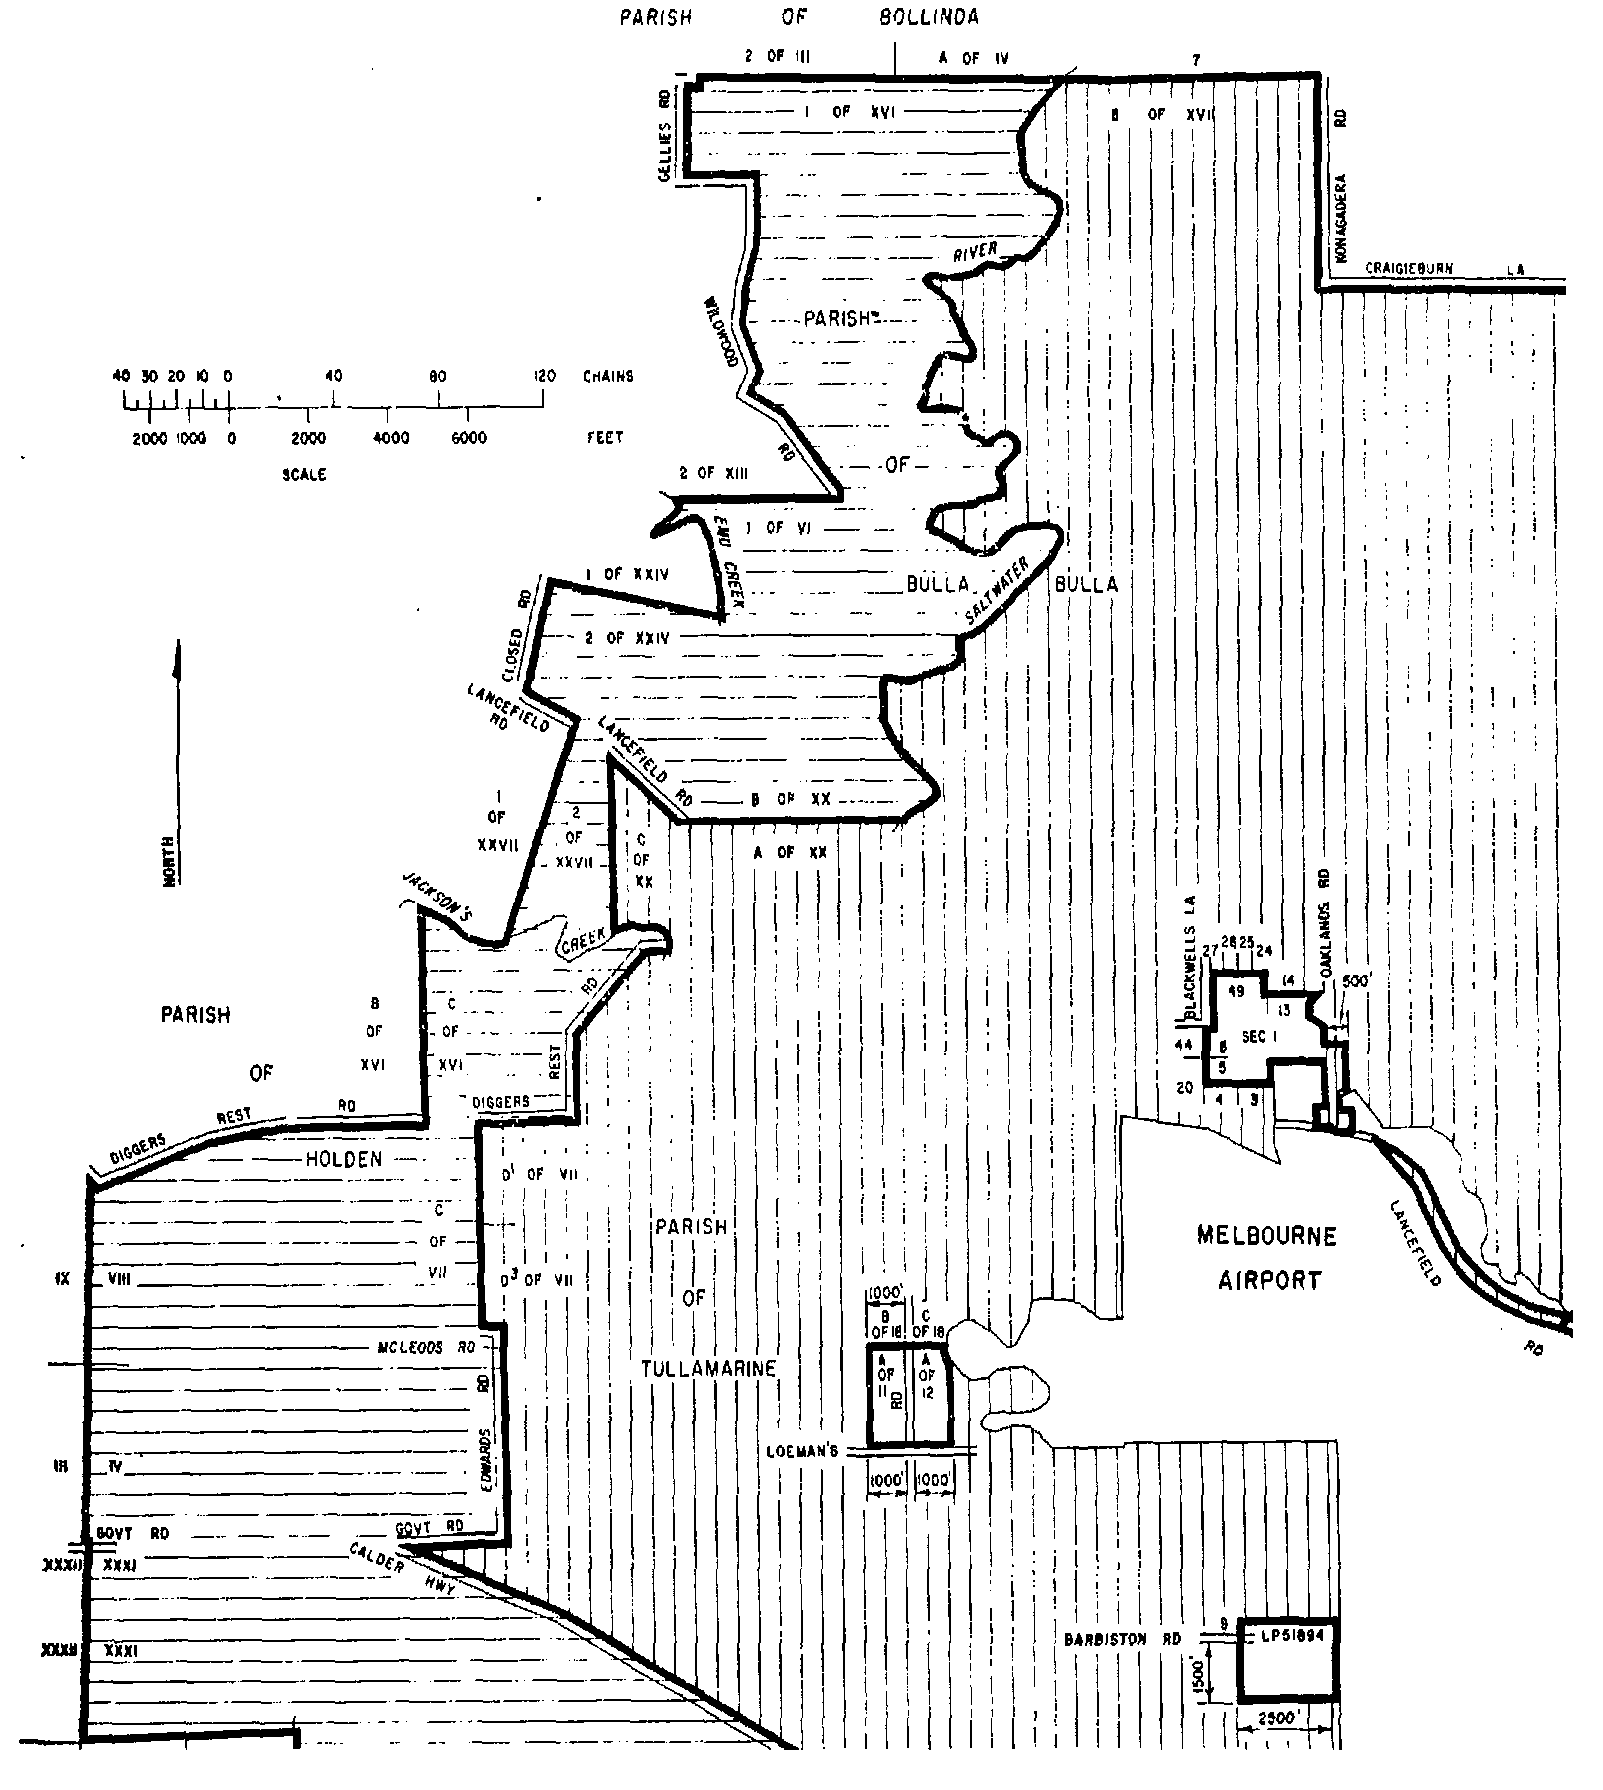 PARISH OF BOLLINDA
2 OF III
A OF IV
7
GELLIES RD
1 OF XVI
B OF XVII
KONAGADERA RD
RIVER
CRAIGIEBURN LA
WILDWOOD RD
PARISH
40 30 20 10 0 40 80 120 CHAINS
2000 1000 0 2000 4000 6000 FEET
SCALE
OF
2 OF XIII
EMU CREEK
1 OF VI
1 OF XXIV
BULLA
SALTWATER
BULLA
CLOSED RD
2 OF XXIV
LANCEFIELD RD
LANCEFIELD RD
B OF XX
1 OF XXVII
2 OF XXVII
C OF XX
A OF XX
NORTH
JACKSON'S
CREEK
BLACKWELLS LA
OAKLANDS RD
27 26 25 24
14
500'
49
13
SEC 1
44
6
5
20
4 3
PARISH
OF
B OF XVI
C OF XVI
RD
REST
DIGGERS
DIGGERS REST RD
HOLDEN
D1 OF VII
C OF VII
PARISH
OF
TULLAMARINE
MELBOURNE
AIRPORT
LANCEFIELD
RD
IX VIII
D3 OF VII
1000'
B OF 18
C OF 18
A OF 11
RD
A OF 12
MCLEODS RD
EDWARDS RD
LOEMAN'S
1000' 1000'
III IV
GOVT RD
GOVT RD
CALDER HWY
XXXII XXXI
XXXII XXXI
BARBISTON RD
9
LP51894
1500'
2500'